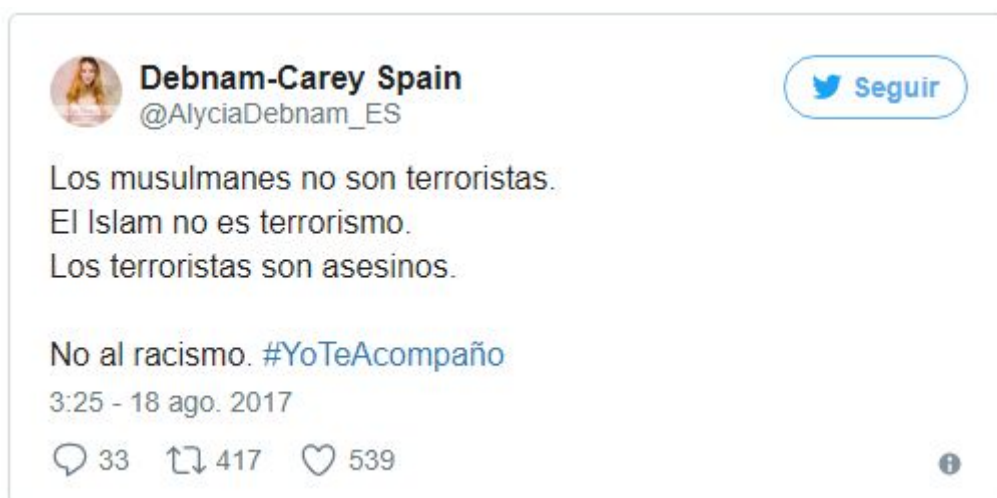 Debnam-Carey Spain
@AlyciaDebnam_ES
Seguir
Los musulmanes no son terroristas.
El Islam no es terrorismo.
Los terroristas son asesinos.
No al racismo. #YoTeAcompaño
3:25 - 18 ago. 2017
33 417 539